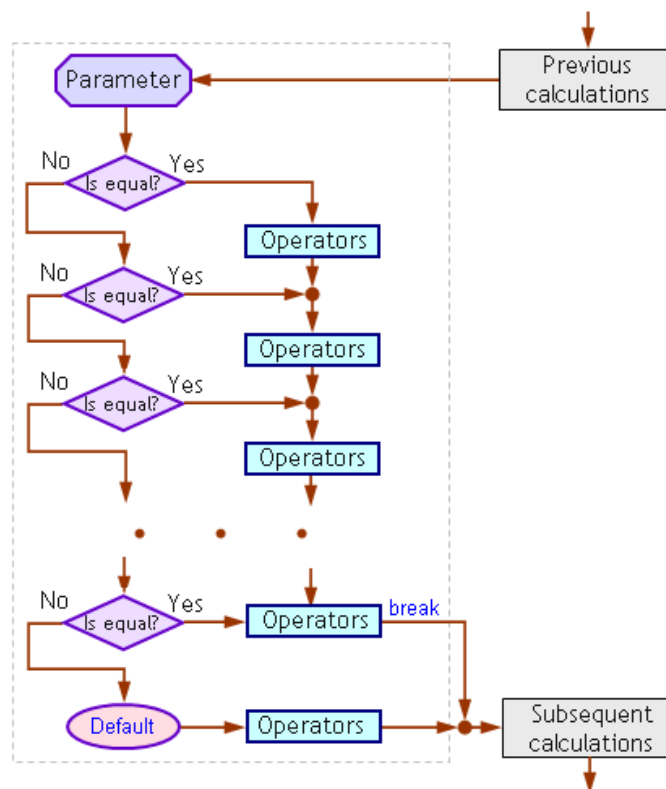 Previous
calculations
Parameter
No
Yes
Is equal?
Operators
No
Yes
Is equal?
Operators
No
Yes
Is equal?
Operators
No
Yes
Is equal?
Operators
break
Default
Operators
Subsequent
calculations